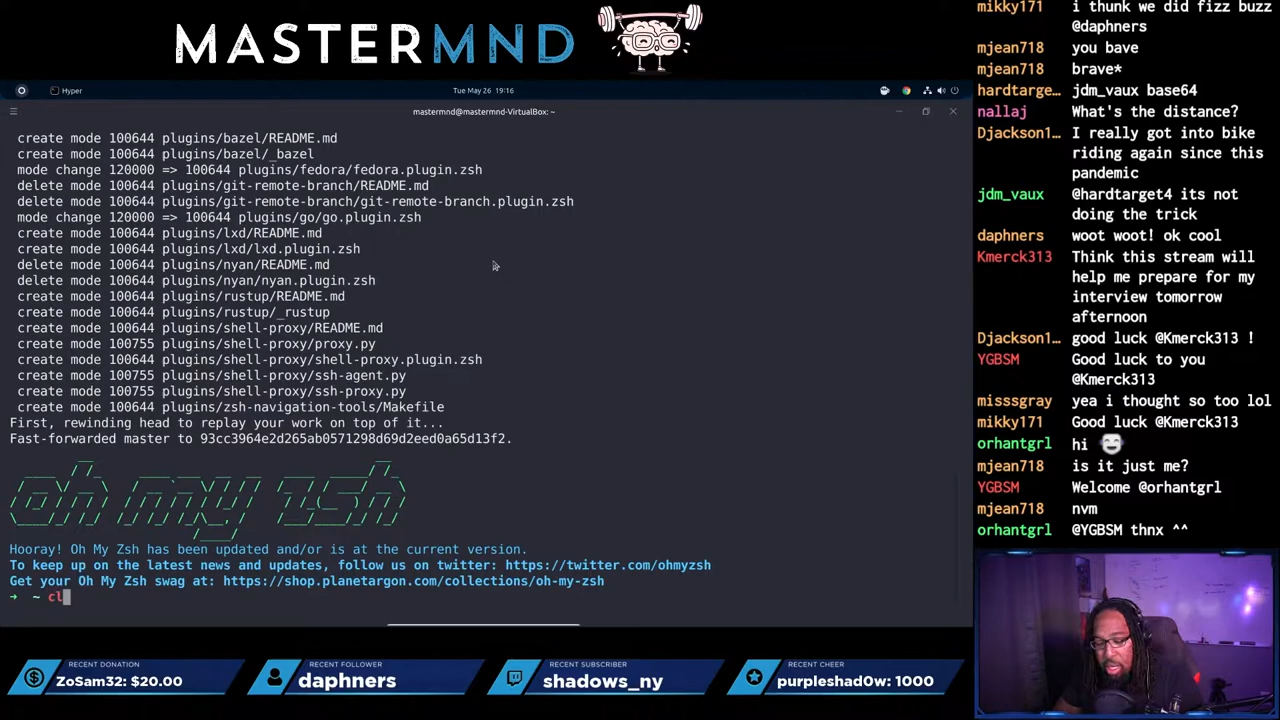 MASTERMND
Hyper
Tue May 26 19:16
mastermnd@mastermnd-VirtualBox: ~
create mode 100644 plugins/bazel/README.md
create mode 100644 plugins/bazel/_bazel
mode change 120000 => 100644 plugins/fedora/fedora.plugin.zsh
delete mode 100644 plugins/git-remote-branch/README.md
delete mode 100644 plugins/git-remote-branch/git-remote-branch.plugin.zsh
mode change 120000 => 100644 plugins/go/go.plugin.zsh
create mode 100644 plugins/lxd/README.md
create mode 100644 plugins/lxd/lxd.plugin.zsh
delete mode 100644 plugins/nyan/README.md
delete mode 100644 plugins/nyan/nyan.plugin.zsh
create mode 100644 plugins/rustup/README.md
create mode 100644 plugins/rustup/_rustup
create mode 100644 plugins/shell-proxy/README.md
create mode 100755 plugins/shell-proxy/proxy.py
create mode 100644 plugins/shell-proxy/shell-proxy.plugin.zsh
create mode 100755 plugins/shell-proxy/ssh-agent.py
create mode 100755 plugins/shell-proxy/ssh-proxy.py
create mode 100644 plugins/zsh-navigation-tools/Makefile
First, rewinding head to replay your work on top of it...
Fast-forwarded master to 93cc3964e2d265ab0571298d69d2eed0a65d13f2.
oh my zsh
Hooray! Oh My Zsh has been updated and/or is at the current version.
To keep up on the latest news and updates, follow us on twitter: https://twitter.com/ohmyzsh
Get your Oh My Zsh swag at: https://shop.planetargon.com/collections/oh-my-zsh
➜ ~ cl
mikky171 i thunk we did fizz buzz
@daphners
mjean718 you bave
mjean718 brave*
hardtarge… jdm_vaux base64
nallaj What's the distance?
Djackson1… I really got into bike
riding again since this
pandemic
jdm_vaux @hardtarget4 its not
doing the trick
daphners woot woot! ok cool
Kmerck313 Think this stream will
help me prepare for my
interview tomorrow
afternoon
Djackson1… good luck @Kmerck313 !
YGBSM Good luck to you
@Kmerck313
misssgray yea i thought so too lol
mikky171 Good luck @Kmerck313
orhantgrl hi
mjean718 is it just me?
YGBSM Welcome @orhantgrl
mjean718 nvm
orhantgrl @YGBSM thnx ^^
RECENT DONATION
ZoSam32: $20.00
RECENT FOLLOWER
daphners
RECENT SUBSCRIBER
shadows_ny
RECENT CHEER
purpleshad0w: 1000